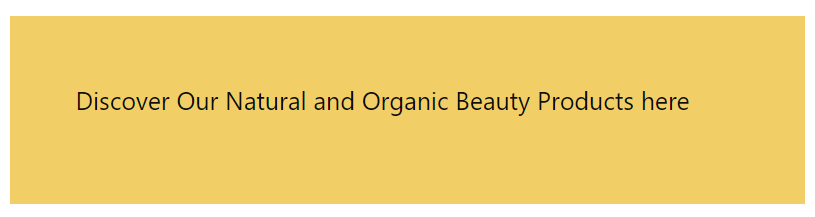 Discover Our Natural and Organic Beauty Products here